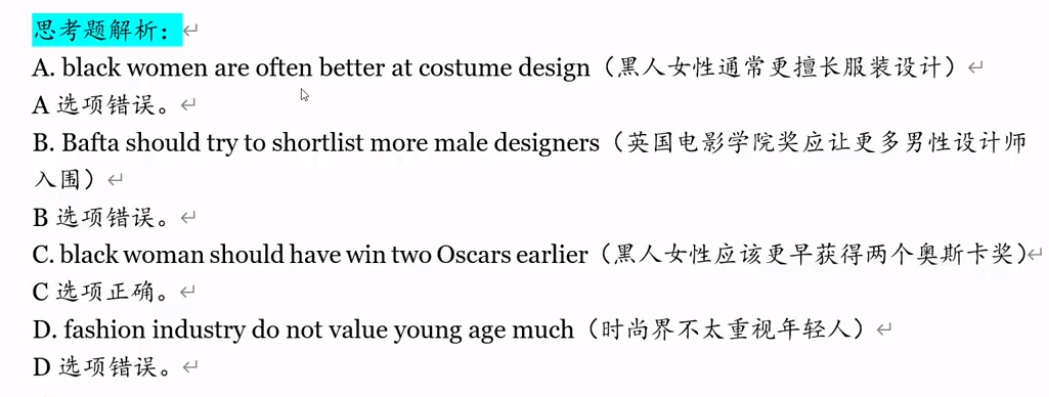 思考题解析：
A. black women are often better at costume design（黑人女性通常更擅长服装设计）
A 选项错误。
B. Bafta should try to shortlist more male designers（英国电影学院奖应让更多男性设计师
入围）
B 选项错误。
C. black woman should have win two Oscars earlier（黑人女性应该更早获得两个奥斯卡奖）
C 选项正确。
D. fashion industry do not value young age much（时尚界不太重视年轻人）
D 选项错误。